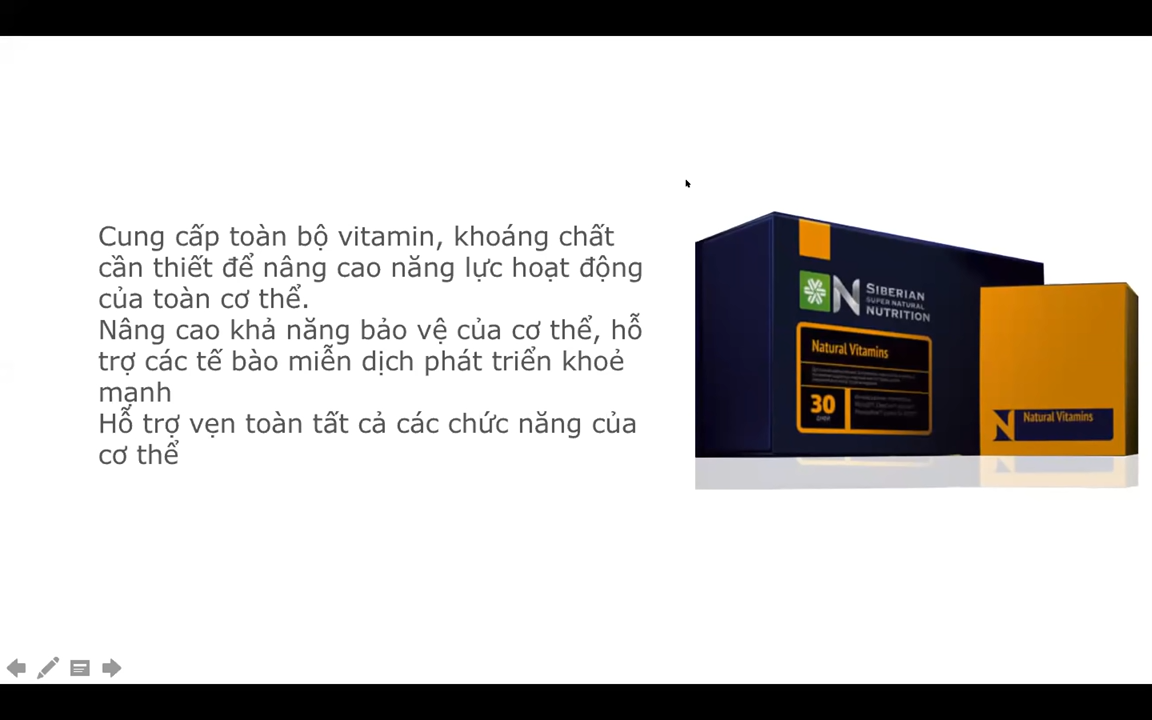 Cung cấp toàn bộ vitamin, khoáng chất
cần thiết để nâng cao năng lực hoạt động
của toàn cơ thể.
Nâng cao khả năng bảo vệ của cơ thể, hỗ
trợ các tế bào miễn dịch phát triển khoẻ
mạnh
Hỗ trợ vẹn toàn tất cả các chức năng của
cơ thể
N SIBERIAN
SUPER NATURAL
NUTRITION
Natural Vitamins
30
N Natural Vitamins